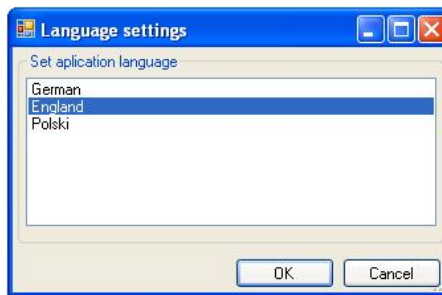 Language settings
Set aplication language
German
England
Polski
OK
Cancel